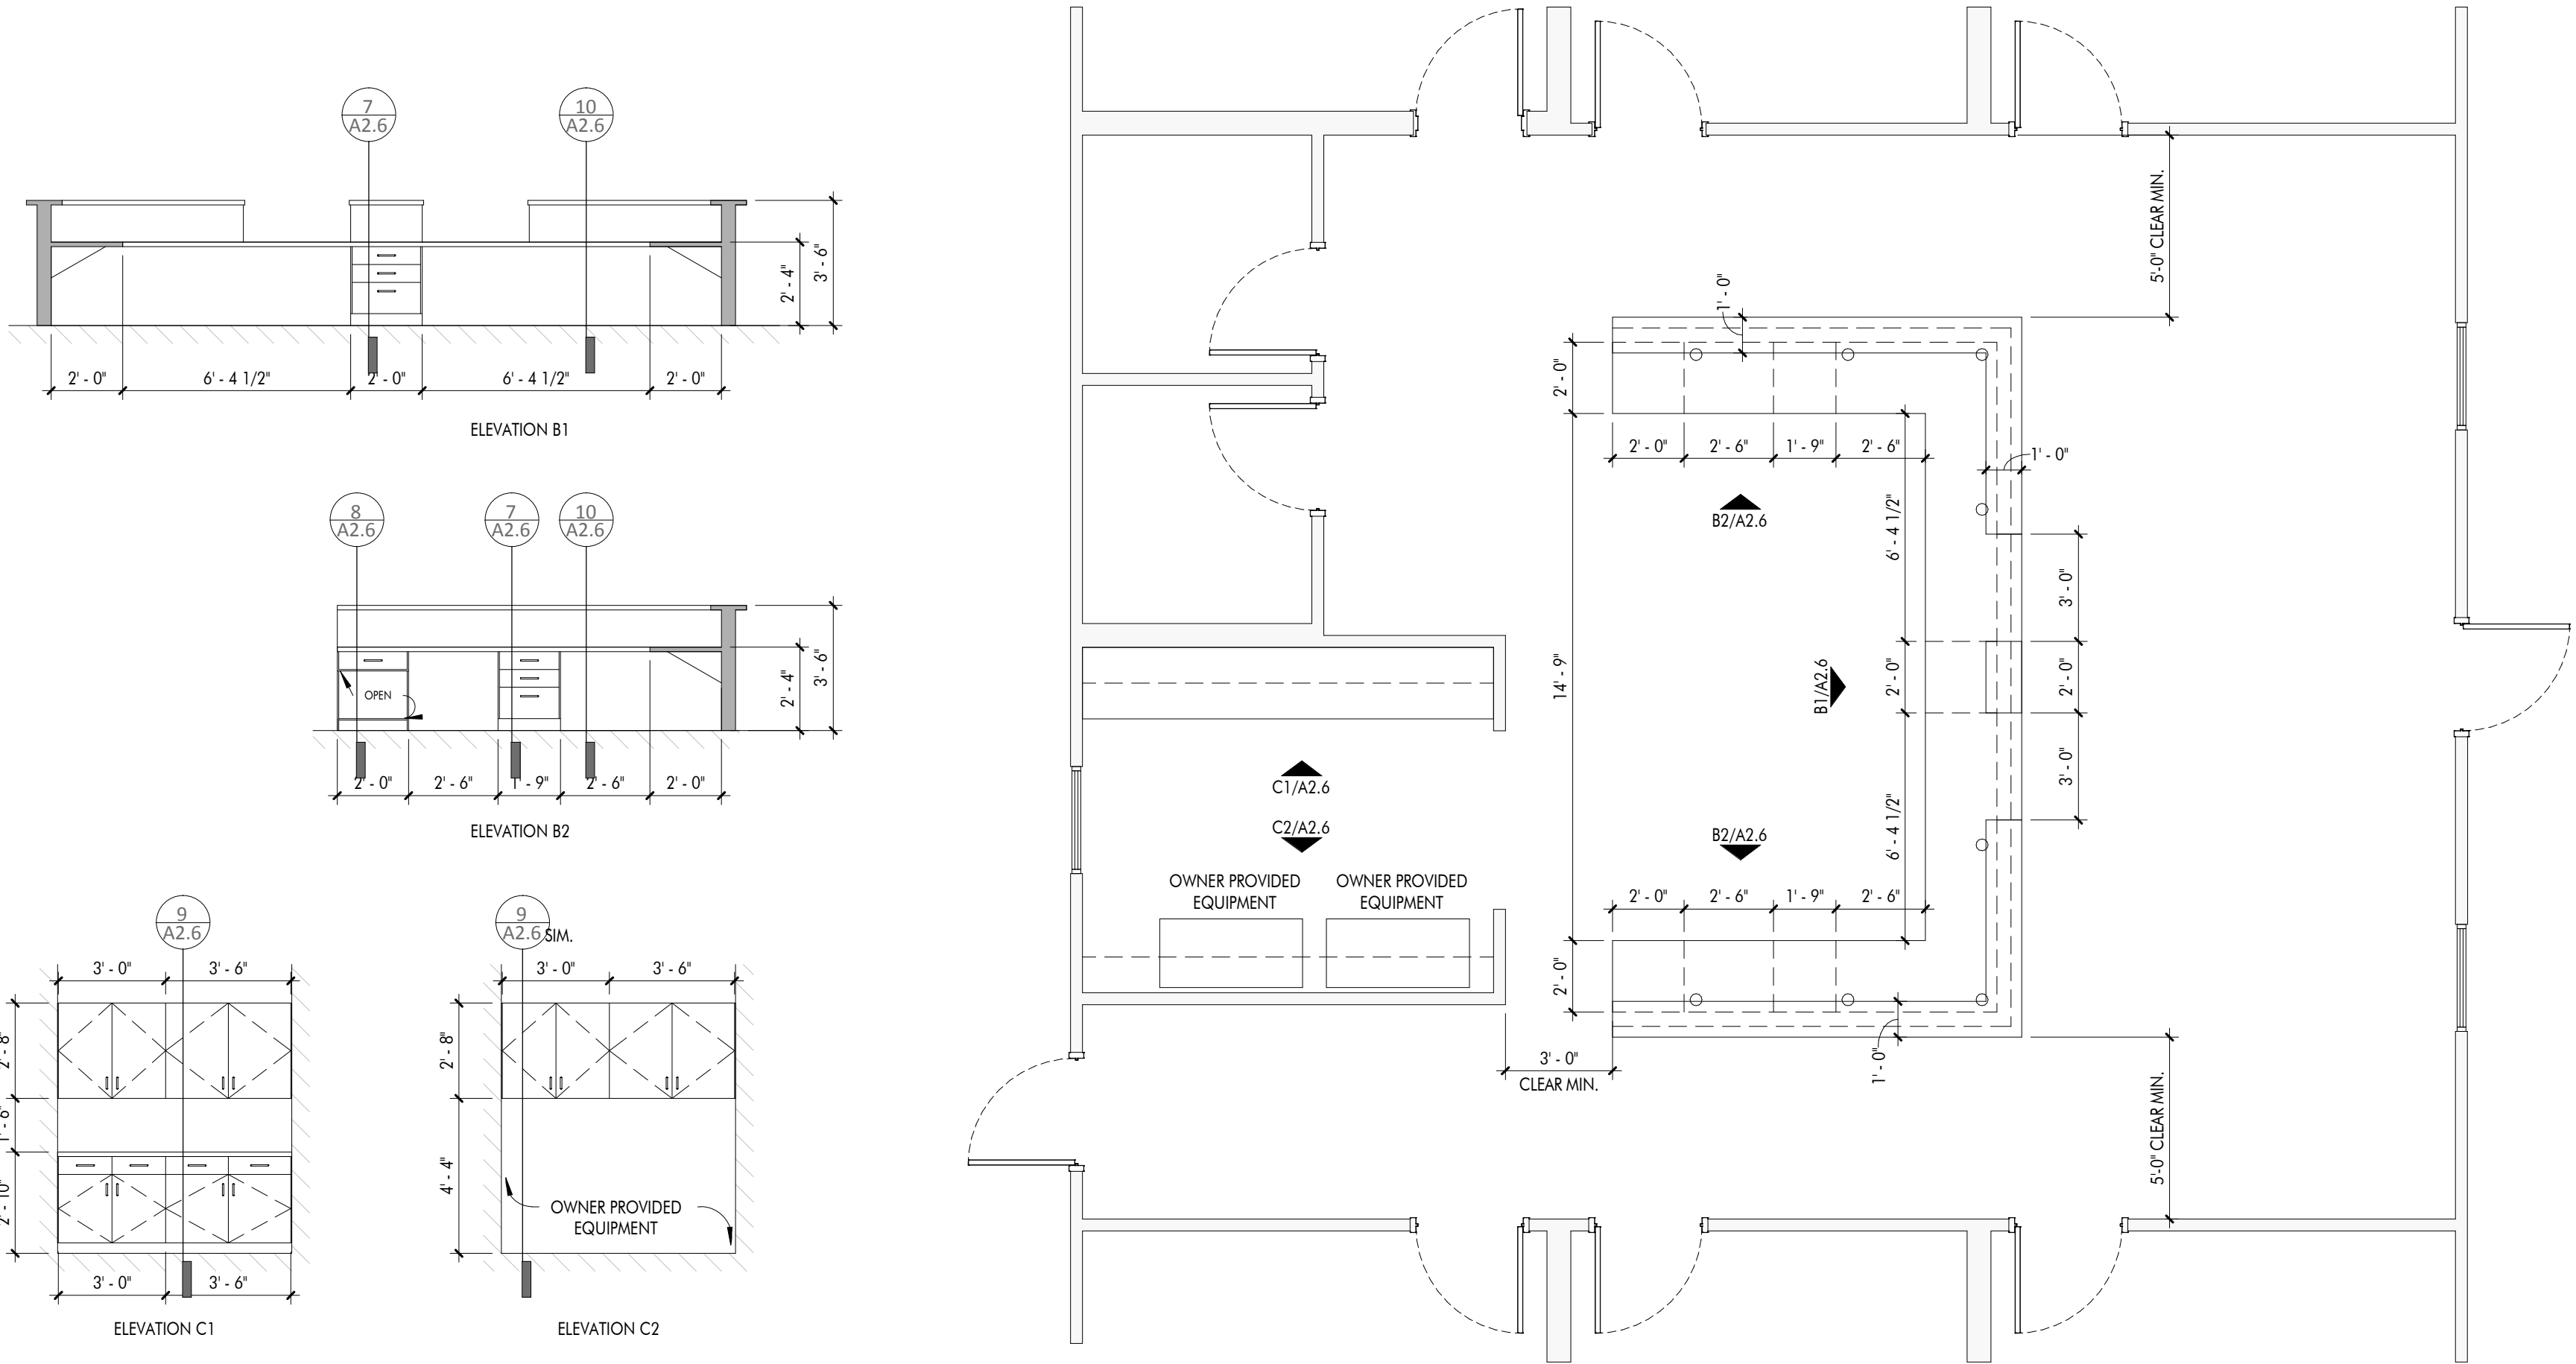 7
A2.6
10
A2.6
2' - 4"
3' - 6"
2' - 0"
6' - 4 1/2"
2' - 0"
6' - 4 1/2"
2' - 0"
ELEVATION B1
8
A2.6
7
A2.6
10
A2.6
OPEN
2' - 4"
3' - 6"
2' - 0"
2' - 6"
1' - 9"
2' - 6"
2' - 0"
ELEVATION B2
9
A2.6
3' - 0"
3' - 6"
2' - 8"
1' - 6"
2' - 10"
3' - 0"
3' - 6"
ELEVATION C1
9
A2.6
SIM.
3' - 0"
3' - 6"
2' - 8"
4' - 4"
OWNER PROVIDED
EQUIPMENT
ELEVATION C2
5'-0" CLEAR MIN.
1' - 0"
2' - 0"
2' - 0"
2' - 6"
1' - 9"
2' - 6"
1' - 0"
B2/A2.6
6' - 4 1/2"
3' - 0"
14' - 9"
B1/A2.6
2' - 0"
2' - 0"
C1/A2.6
C2/A2.6
B2/A2.6
6' - 4 1/2"
3' - 0"
OWNER PROVIDED
EQUIPMENT
OWNER PROVIDED
EQUIPMENT
2' - 0"
2' - 6"
1' - 9"
2' - 6"
2' - 0"
1' - 0"
3' - 0"
CLEAR MIN.
5'-0" CLEAR MIN.